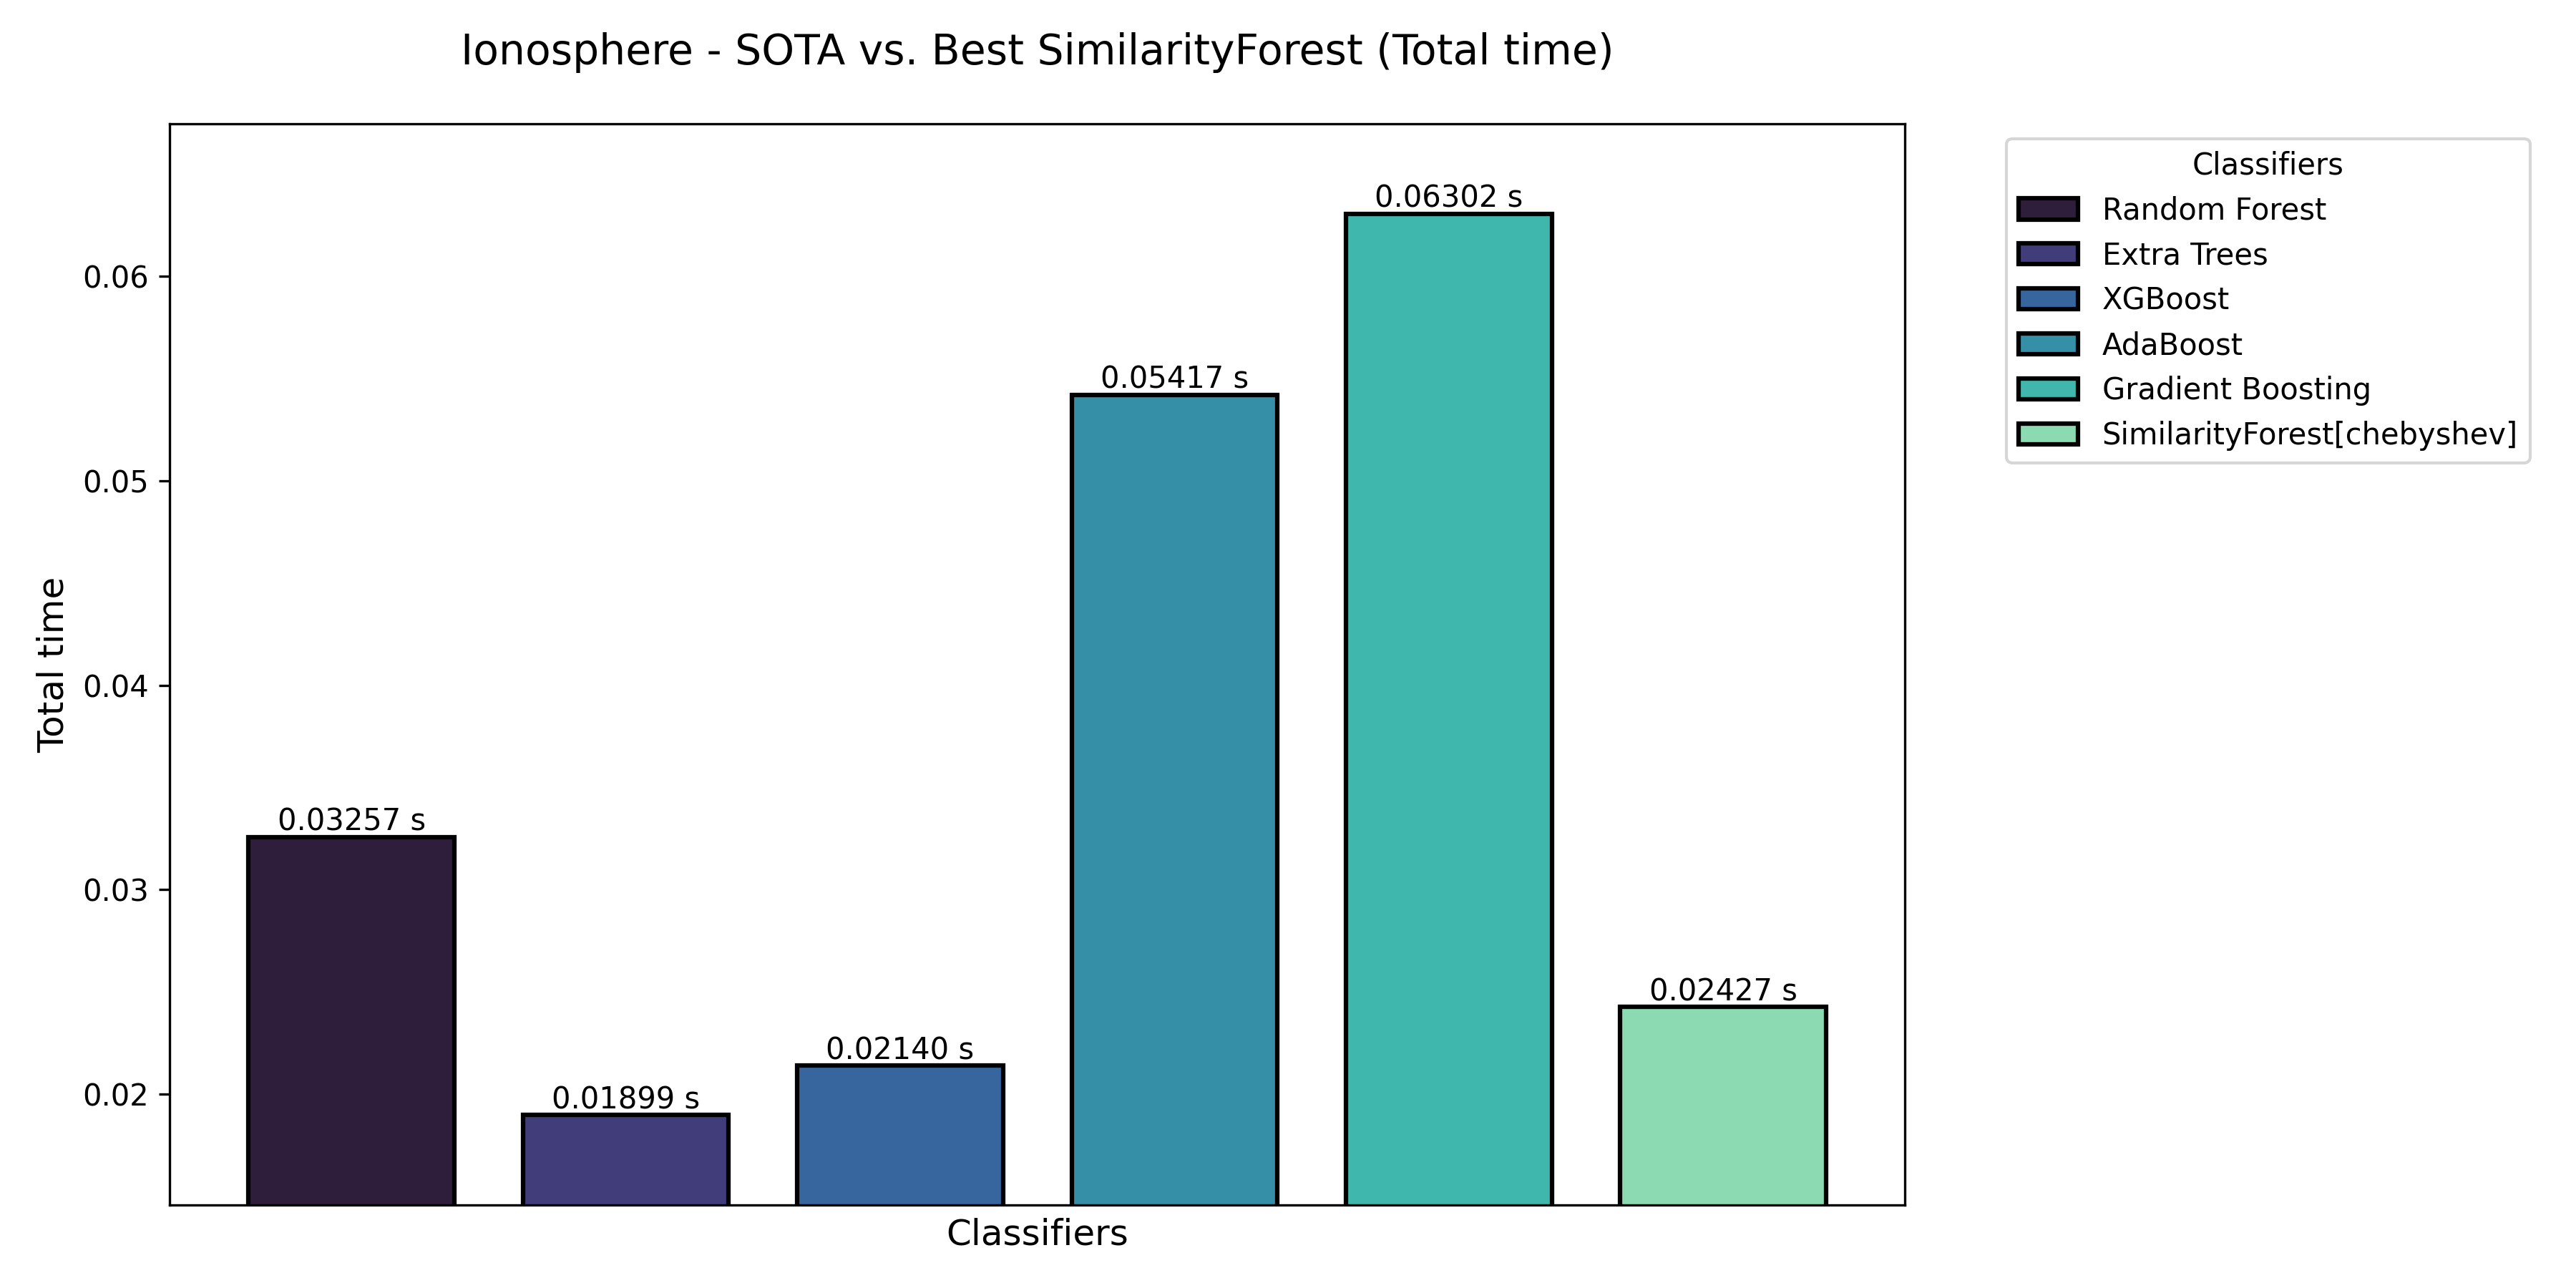 Ionosphere - SOTA vs. Best SimilarityForest (Total time)
Total time
0.06
0.05
0.04
0.03
0.02
0.03257 s
0.01899 s
0.02140 s
0.05417 s
0.06302 s
0.02427 s
Classifiers
Classifiers
Random Forest
Extra Trees
XGBoost
AdaBoost
Gradient Boosting
SimilarityForest[chebyshev]